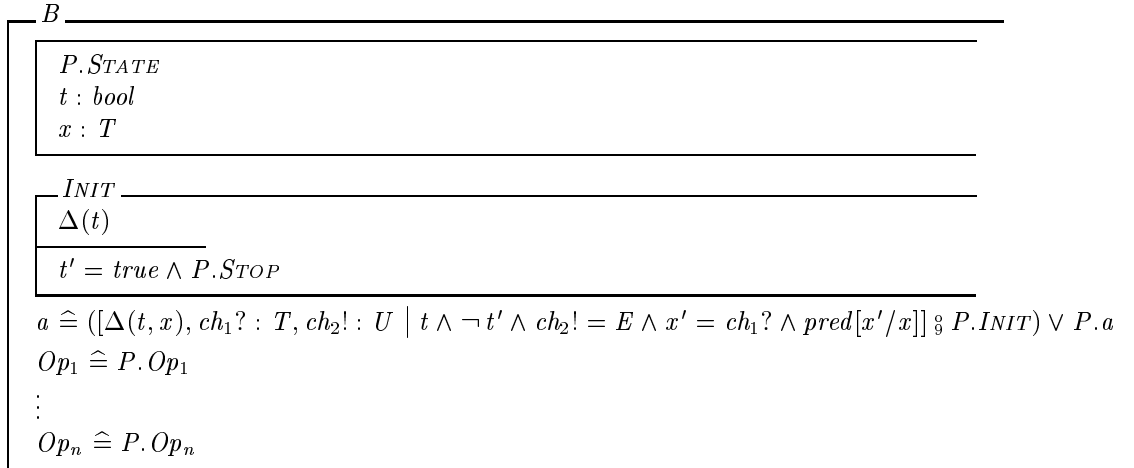 B
P.STATE
t : bool
x : T
INIT
Δ(t)
t′ = true ∧ P.STOP
a ≙ ([Δ(t, x), ch₁? : T, ch₂! : U | t ∧ ¬ t′ ∧ ch₂! = E ∧ x′ = ch₁? ∧ pred[x′/x]] ⨟ P.INIT) ∨ P.a
Op₁ ≙ P.Op₁
⋮
Opₙ ≙ P.Opₙ